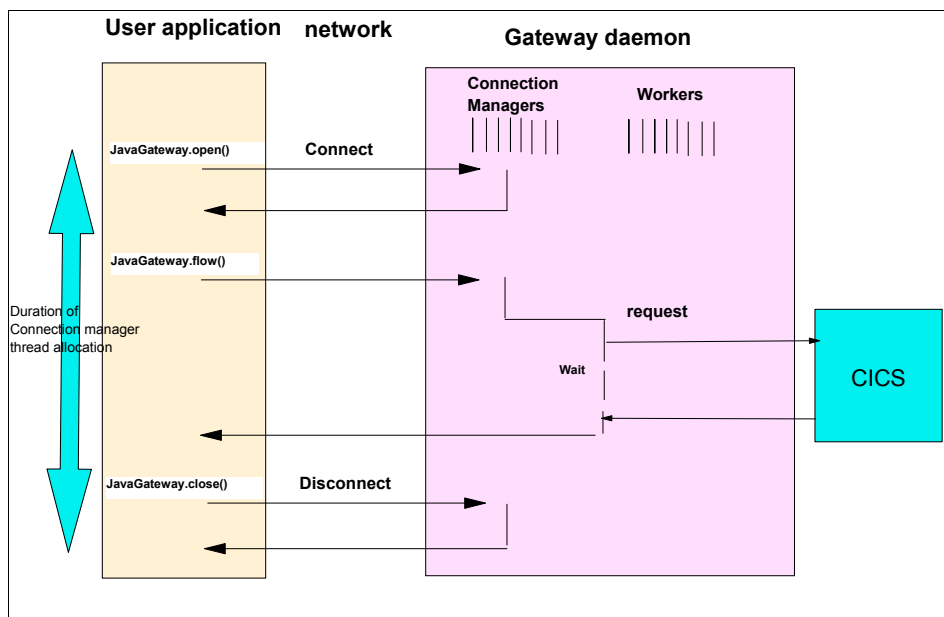 User application
network
Gateway daemon
Connection
Managers
Workers
JavaGateway.open()
Connect
JavaGateway.flow()
Duration of
Connection manager
thread allocation
request
Wait
CICS
JavaGateway.close()
Disconnect